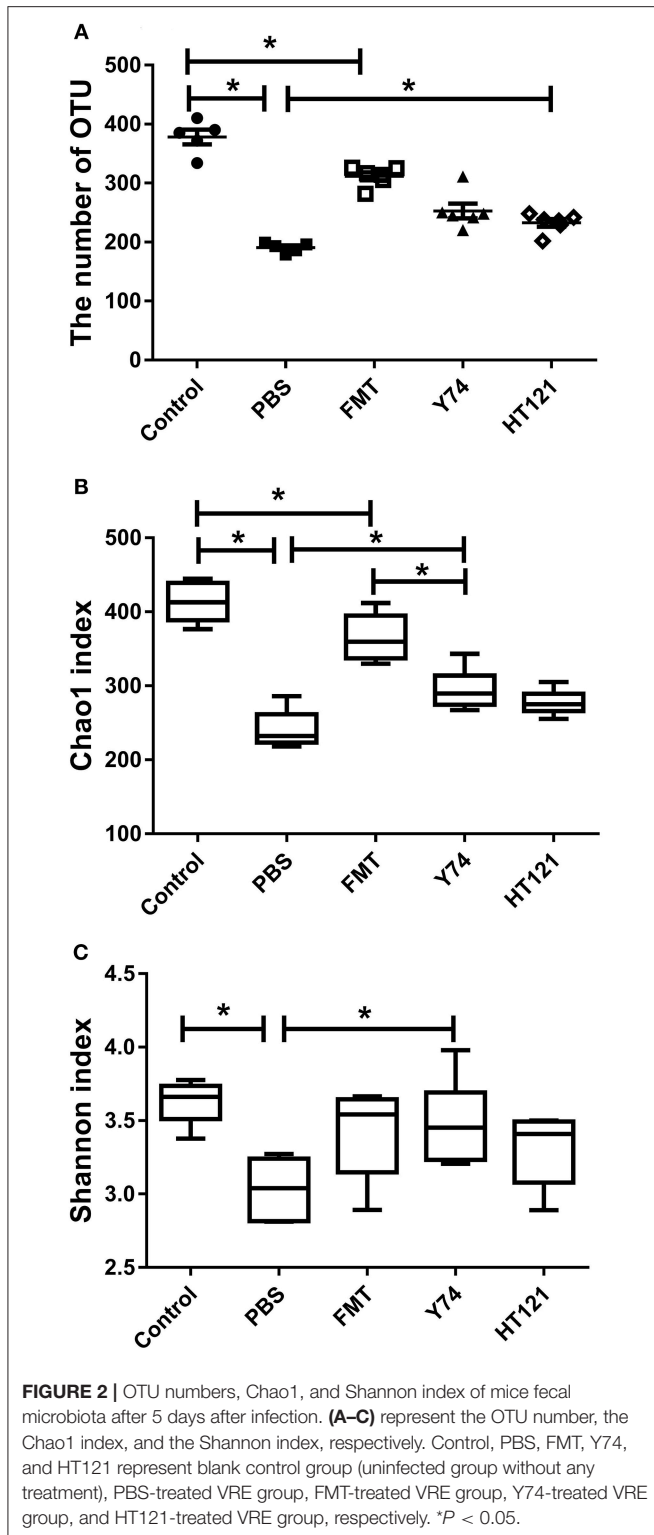 A
*
*
*
The number of OTU
500
400
300
200
100
0
Control
PBS
FMT
Y74
HT121
B
*
*
*
*
Chao1 index
500
400
300
200
100
Control
PBS
FMT
Y74
HT121
C
*
*
Shannon index
4.5
4.0
3.5
3.0
2.5
Control
PBS
FMT
Y74
HT121
FIGURE 2 | OTU numbers, Chao1, and Shannon index of mice fecal
microbiota after 5 days after infection. (A–C) represent the OTU number, the
Chao1 index, and the Shannon index, respectively. Control, PBS, FMT, Y74,
and HT121 represent blank control group (uninfected group without any
treatment), PBS-treated VRE group, FMT-treated VRE group, Y74-treated VRE
group, and HT121-treated VRE group, respectively. *P < 0.05.